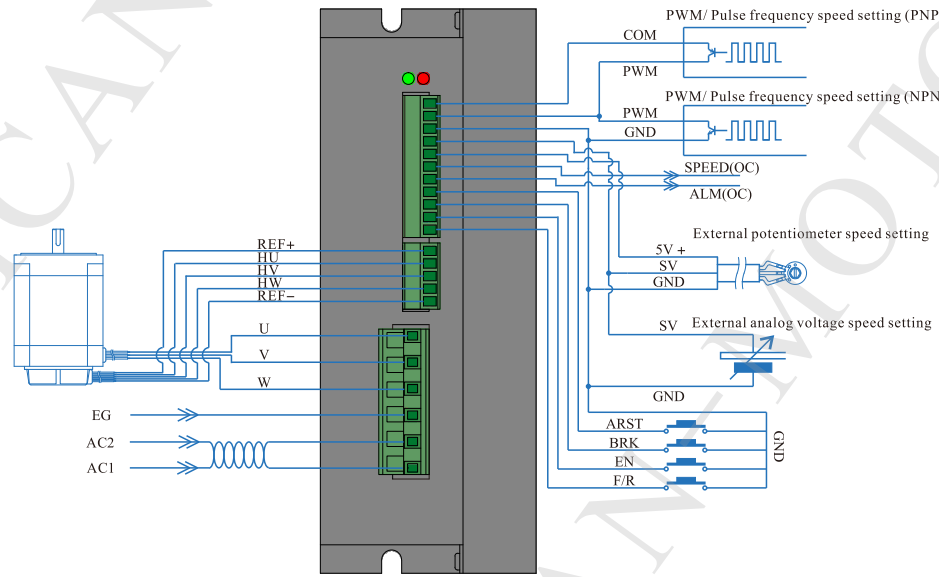 PWM/ Pulse frequency speed setting (PNP
COM
PWM
PWM/ Pulse frequency speed setting (NPN
PWM
GND
SPEED(OC)
ALM(OC)
External potentiometer speed setting
5V +
SV
GND
REF+
HU
HV
HW
REF-
U
V
W
SV
External analog voltage speed setting
GND
EG
AC2
AC1
ARST
BRK
EN
F/R
GND